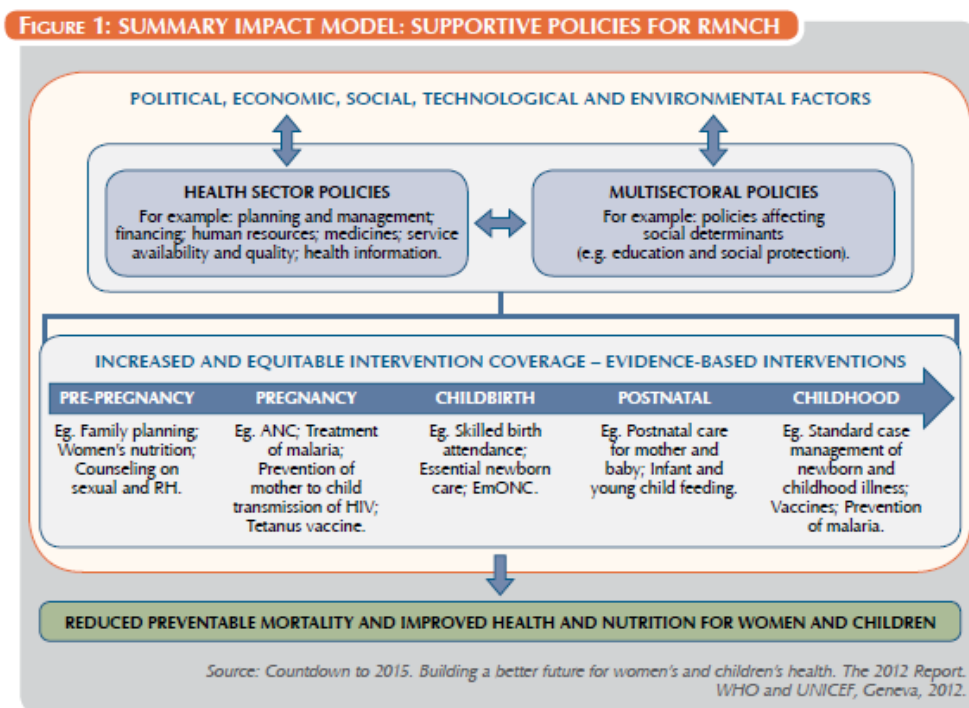 FIGURE 1: SUMMARY IMPACT MODEL: SUPPORTIVE POLICIES FOR RMNCH
POLITICAL, ECONOMIC, SOCIAL, TECHNOLOGICAL AND ENVIRONMENTAL FACTORS
HEALTH SECTOR POLICIES
For example: planning and management;
financing; human resources; medicines; service
availability and quality; health information.
MULTISECTORAL POLICIES
For example: policies affecting
social determinants
(e.g. education and social protection).
INCREASED AND EQUITABLE INTERVENTION COVERAGE – EVIDENCE-BASED INTERVENTIONS
PRE-PREGNANCY
Eg. Family planning;
Women's nutrition;
Counseling on
sexual and RH.
PREGNANCY
Eg. ANC; Treatment
of malaria;
Prevention of
mother to child
transmission of HIV;
Tetanus vaccine.
CHILDBIRTH
Eg. Skilled birth
attendance;
Essential newborn
care; EmONC.
POSTNATAL
Eg. Postnatal care
for mother and
baby; Infant and
young child feeding.
CHILDHOOD
Eg. Standard case
management of
newborn and
childhood illness;
Vaccines; Prevention
of malaria.
REDUCED PREVENTABLE MORTALITY AND IMPROVED HEALTH AND NUTRITION FOR WOMEN AND CHILDREN
Source: Countdown to 2015. Building a better future for women's and children's health. The 2012 Report.
WHO and UNICEF, Geneva, 2012.